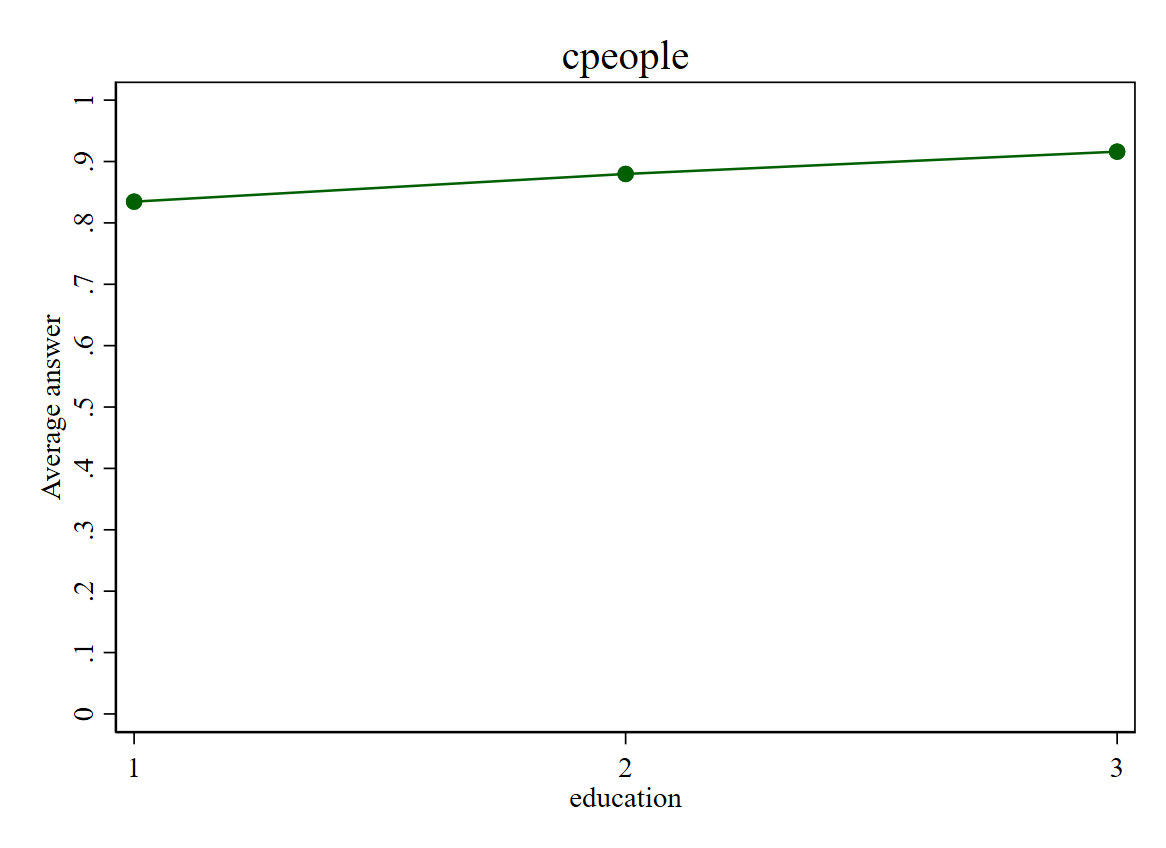 cpeople
1
.9
.8
.7
.6
.5
.4
.3
.2
.1
0
Average answer
1 2 3
education